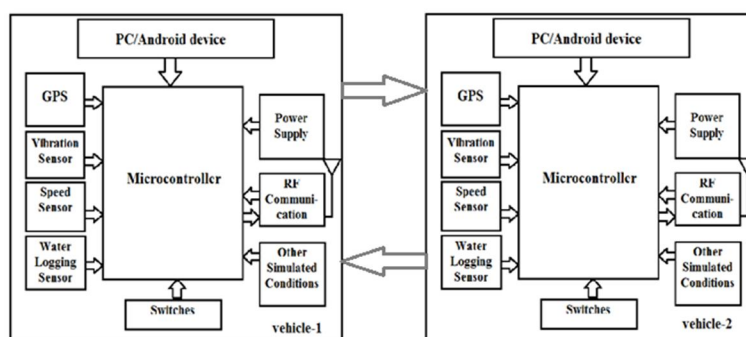 PC/Android device
GPS
Vibration
Sensor
Speed
Sensor
Water
Logging
Sensor
Microcontroller
Power
Supply
RF
Communi-
cation
Other
Simulated
Conditions
Switches
vehicle-1
PC/Android device
GPS
Vibration
Sensor
Speed
Sensor
Water
Logging
Sensor
Microcontroller
Power
Supply
RF
Communi-
cation
Other
Simulated
Conditions
Switches
vehicle-2